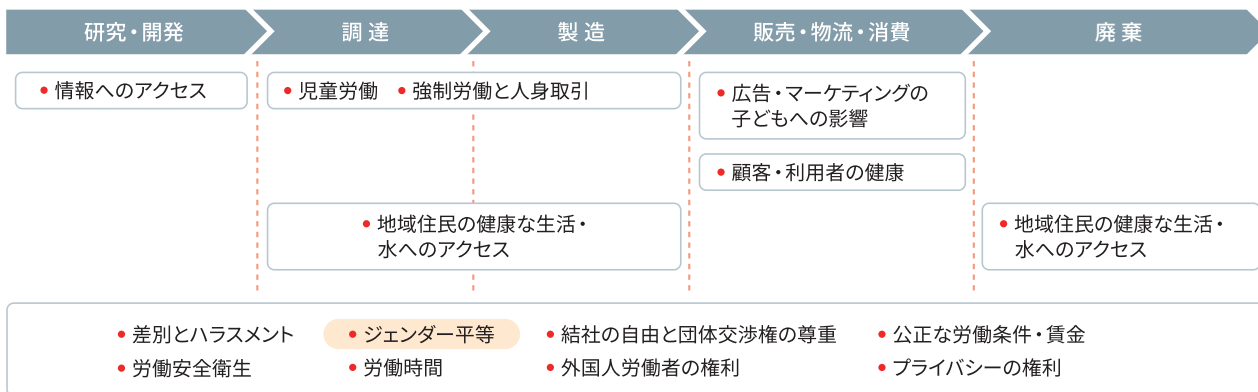 研究・開発
調達
製造
販売・物流・消費
廃棄
• 情報へのアクセス
• 児童労働 • 強制労働と人身取引
• 広告・マーケティングの
子どもへの影響
• 顧客・利用者の健康
• 地域住民の健康な生活・
水へのアクセス
• 地域住民の健康な生活・
水へのアクセス
• 差別とハラスメント • ジェンダー平等 • 結社の自由と団体交渉権の尊重 • 公正な労働条件・賃金
• 労働安全衛生 • 労働時間 • 外国人労働者の権利 • プライバシーの権利